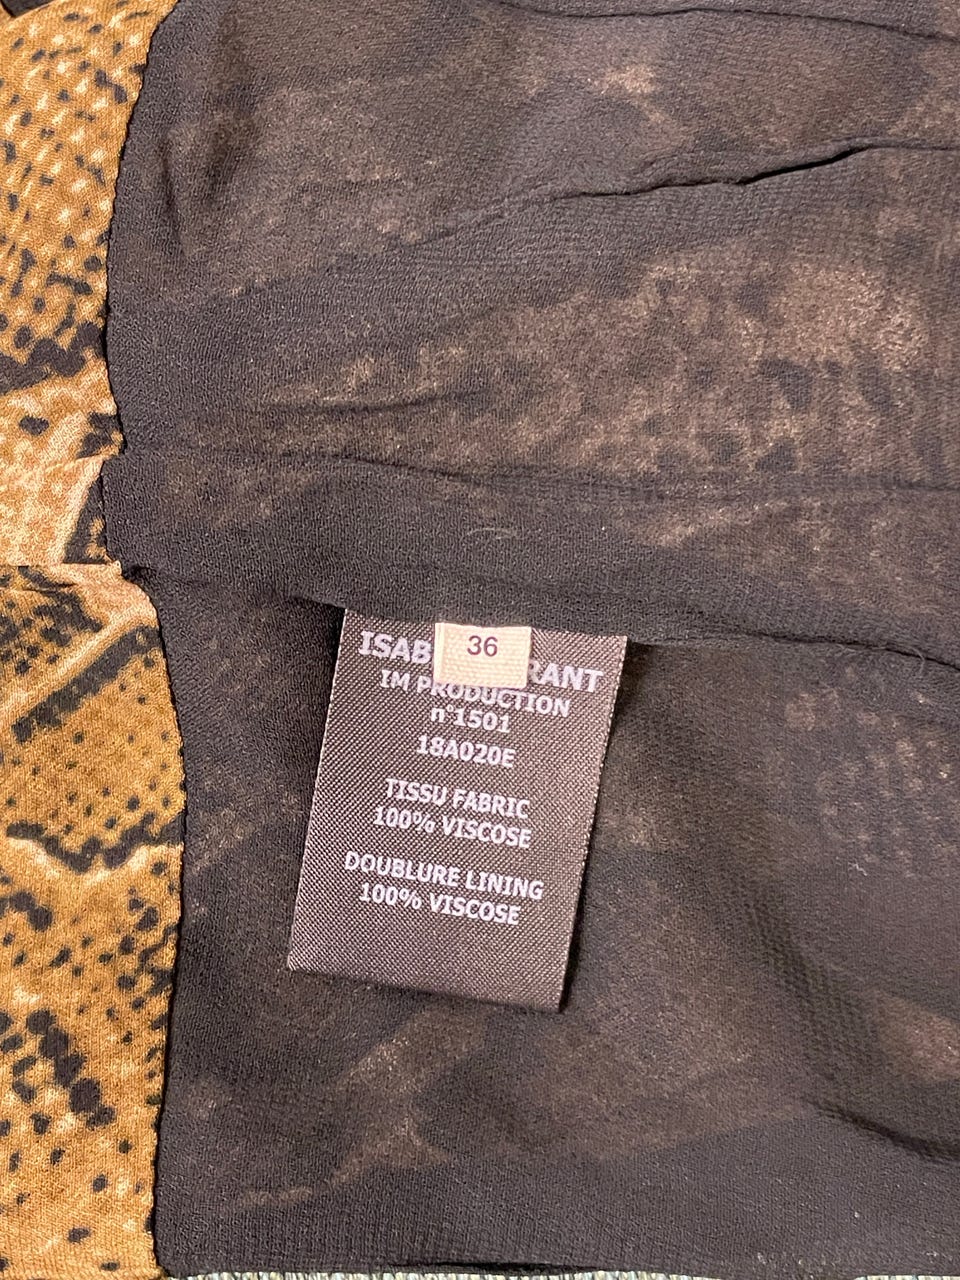 36
ISAB RANT
IM PRODUCTION
n°1501
18A020E
TISSU FABRIC
100% VISCOSE
DOUBLURE LINING
100% VISCOSE